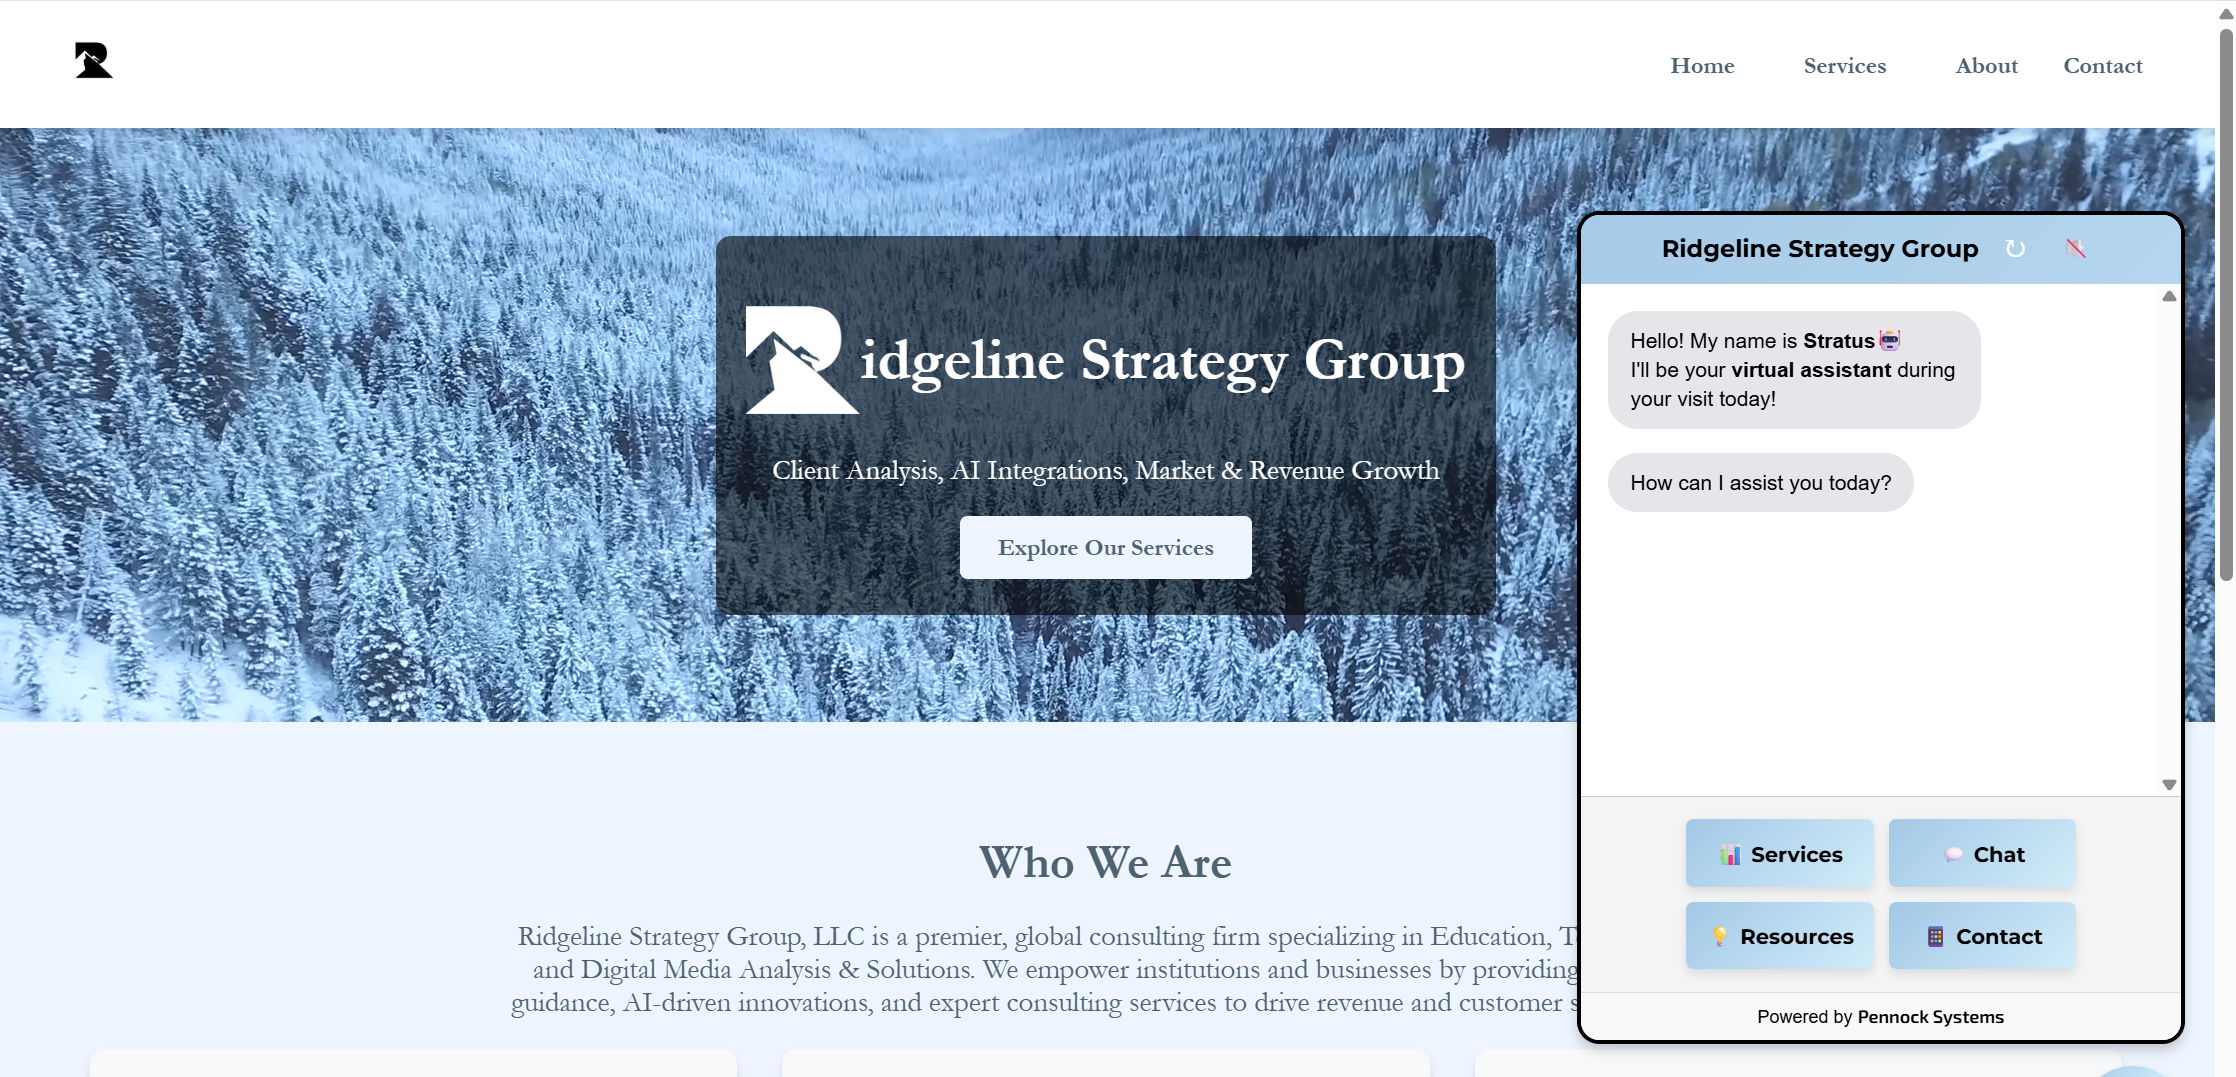 Home Services About Contact
Ridgeline Strategy Group
Client Analysis, AI Integrations, Market & Revenue Growth
Explore Our Services
Who We Are
Ridgeline Strategy Group, LLC is a premier, global consulting firm specializing in Education,
and Digital Media Analysis & Solutions. We empower institutions and businesses by providing
guidance, AI-driven innovations, and expert consulting services to drive revenue and customer
Ridgeline Strategy Group
Hello! My name is Stratus
I'll be your virtual assistant during
your visit today!
How can I assist you today?
Services
Chat
Resources
Contact
Powered by Pennock Systems